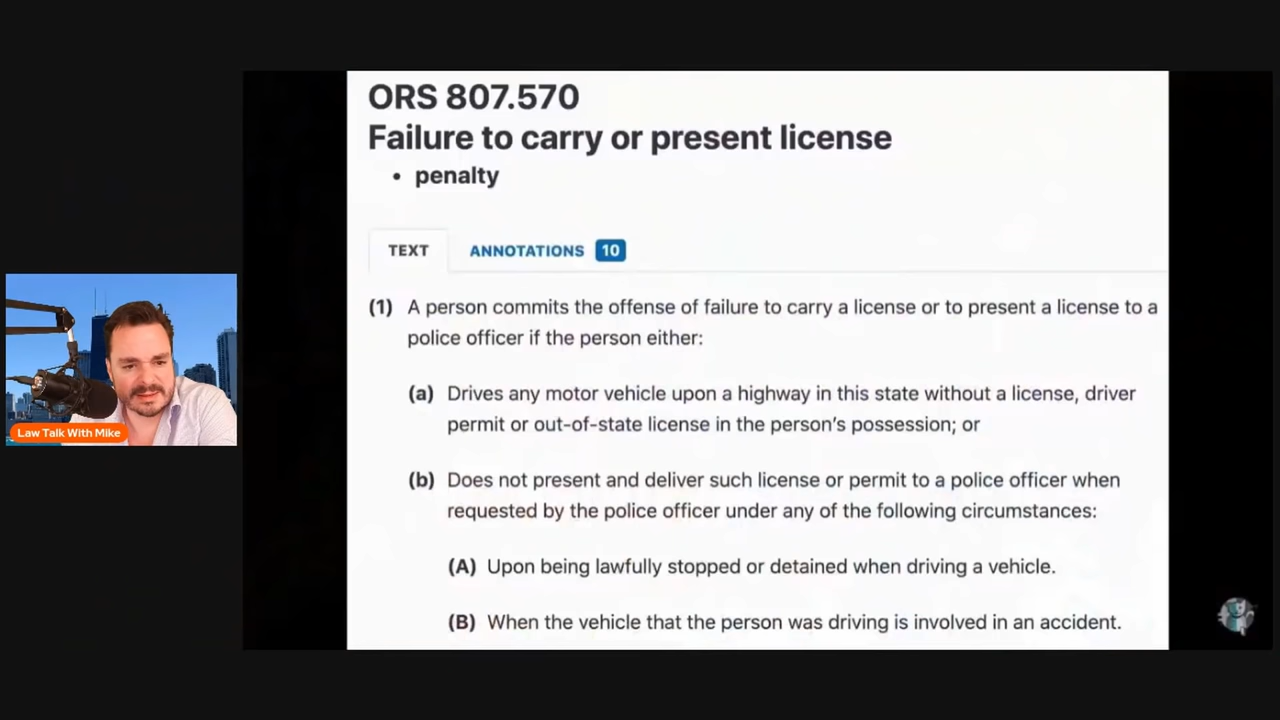 ORS 807.570
Failure to carry or present license
• penalty
TEXT
ANNOTATIONS 10
(1) A person commits the offense of failure to carry a license or to present a license to a
police officer if the person either:
(a) Drives any motor vehicle upon a highway in this state without a license, driver
permit or out-of-state license in the person's possession; or
(b) Does not present and deliver such license or permit to a police officer when
requested by the police officer under any of the following circumstances:
(A) Upon being lawfully stopped or detained when driving a vehicle.
(B) When the vehicle that the person was driving is involved in an accident.
Law Talk With Mike